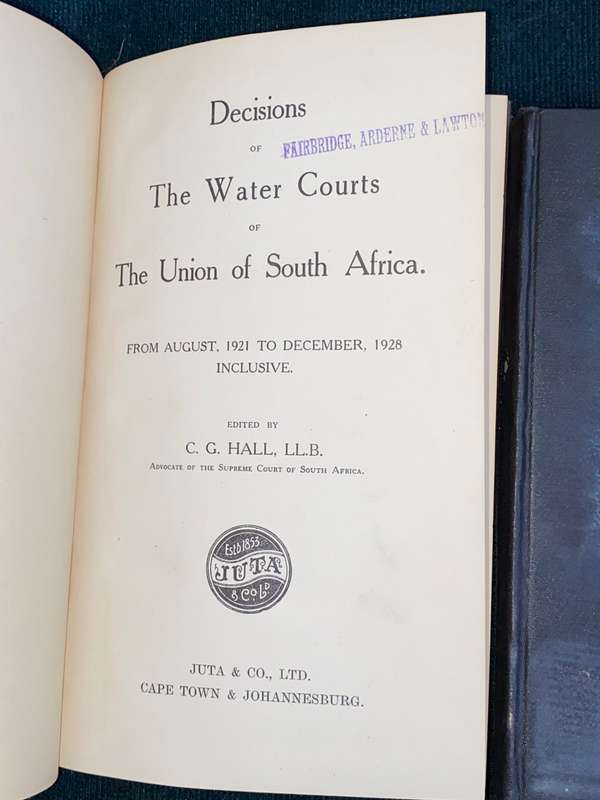 Decisions
OF
FAIRBRIDGE, ARDERNE & LAWTON
The Water Courts
OF
The Union of South Africa.
FROM AUGUST, 1921 TO DECEMBER, 1928
INCLUSIVE.
EDITED BY
C. G. HALL, LL.B.
ADVOCATE OF THE SUPREME COURT OF SOUTH AFRICA.
Estd 1853
JUTA
& Co Ld
JUTA & CO., LTD.
CAPE TOWN & JOHANNESBURG.